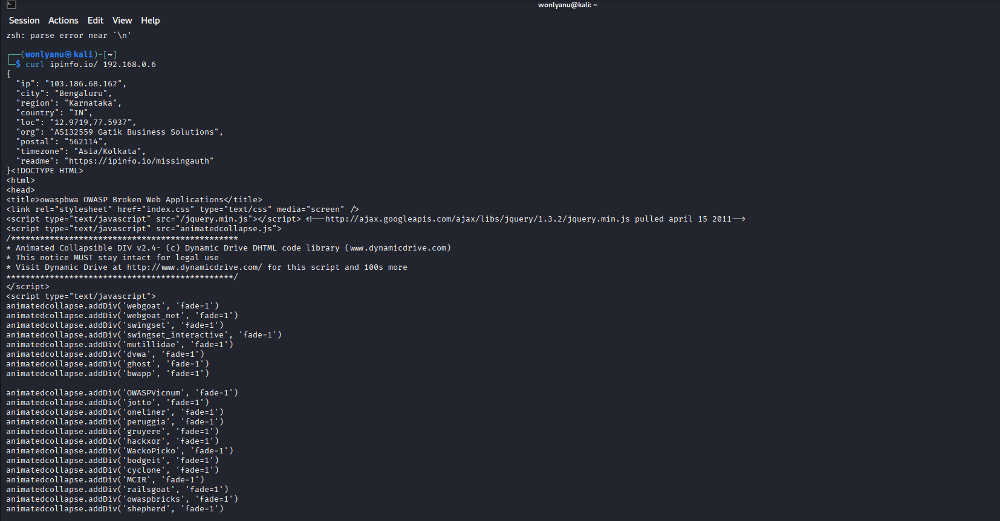 wonlyanu@kali: ~
Session Actions Edit View Help
zsh: parse error near `\n'
┌──(wonlyanu㉿kali)-[~]
└─$ curl ipinfo.io/ 192.168.0.6
{
  "ip": "103.186.68.162",
  "city": "Bengaluru",
  "region": "Karnataka",
  "country": "IN",
  "loc": "12.9719,77.5937",
  "org": "AS132559 Gatik Business Solutions",
  "postal": "562114",
  "timezone": "Asia/Kolkata",
  "readme": "https://ipinfo.io/missingauth"
}<!DOCTYPE HTML>
<html>
<head>
<title>owaspbwa OWASP Broken Web Applications</title>
<link rel="stylesheet" href="index.css" type="text/css" media="screen" />
<script type="text/javascript" src="/jquery.min.js"></script> <!--http://ajax.googleapis.com/ajax/libs/jquery/1.3.2/jquery.min.js pulled april 15 2011-->
<script type="text/javascript" src="animatedcollapse.js">
/***********************************************
* Animated Collapsible DIV v2.4- (c) Dynamic Drive DHTML code library (www.dynamicdrive.com)
* This notice MUST stay intact for legal use
* Visit Dynamic Drive at http://www.dynamicdrive.com/ for this script and 100s more
***********************************************/
</script>
<script type="text/javascript">
animatedcollapse.addDiv('webgoat', 'fade=1')
animatedcollapse.addDiv('webgoat_net', 'fade=1')
animatedcollapse.addDiv('swingset', 'fade=1')
animatedcollapse.addDiv('swingset_interactive', 'fade=1')
animatedcollapse.addDiv('mutillidae', 'fade=1')
animatedcollapse.addDiv('dvwa', 'fade=1')
animatedcollapse.addDiv('ghost', 'fade=1')
animatedcollapse.addDiv('bwapp', 'fade=1')
animatedcollapse.addDiv('OWASPVicnum', 'fade=1')
animatedcollapse.addDiv('jotto', 'fade=1')
animatedcollapse.addDiv('oneliner', 'fade=1')
animatedcollapse.addDiv('peruggia', 'fade=1')
animatedcollapse.addDiv('gruyere', 'fade=1')
animatedcollapse.addDiv('hackxor', 'fade=1')
animatedcollapse.addDiv('WackoPicko', 'fade=1')
animatedcollapse.addDiv('bodgeit', 'fade=1')
animatedcollapse.addDiv('cyclone', 'fade=1')
animatedcollapse.addDiv('MCIR', 'fade=1')
animatedcollapse.addDiv('railsgoat', 'fade=1')
animatedcollapse.addDiv('owaspbricks', 'fade=1')
animatedcollapse.addDiv('shepherd', 'fade=1')